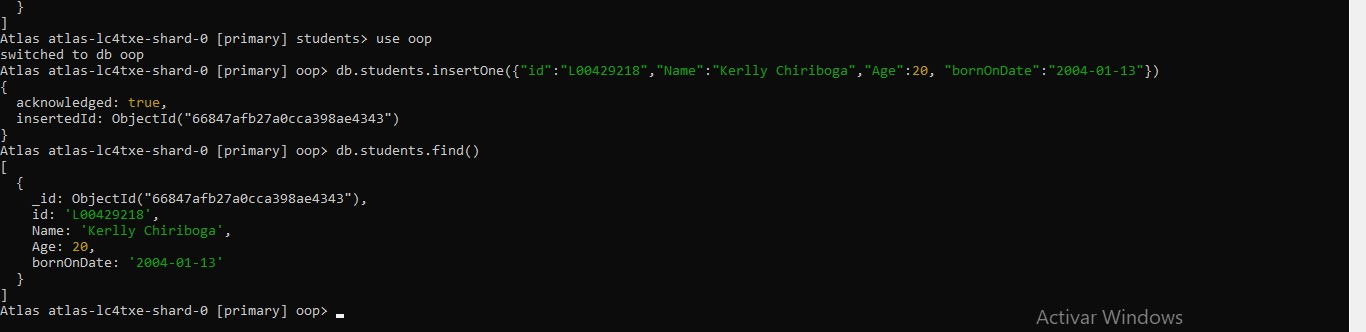 }
]
Atlas atlas-lc4txe-shard-0 [primary] students> use oop
switched to db oop
Atlas atlas-lc4txe-shard-0 [primary] oop> db.students.insertOne({"id":"L00429218","Name":"Kerlly Chiriboga","Age":20, "bornOnDate":"2004-01-13"})
{
  acknowledged: true,
  insertedId: ObjectId("66847afb27a0cca398ae4343")
}
Atlas atlas-lc4txe-shard-0 [primary] oop> db.students.find()
[
  {
    _id: ObjectId("66847afb27a0cca398ae4343"),
    id: 'L00429218',
    Name: 'Kerlly Chiriboga',
    Age: 20,
    bornOnDate: '2004-01-13'
  }
]
Atlas atlas-lc4txe-shard-0 [primary] oop>
Activar Windows